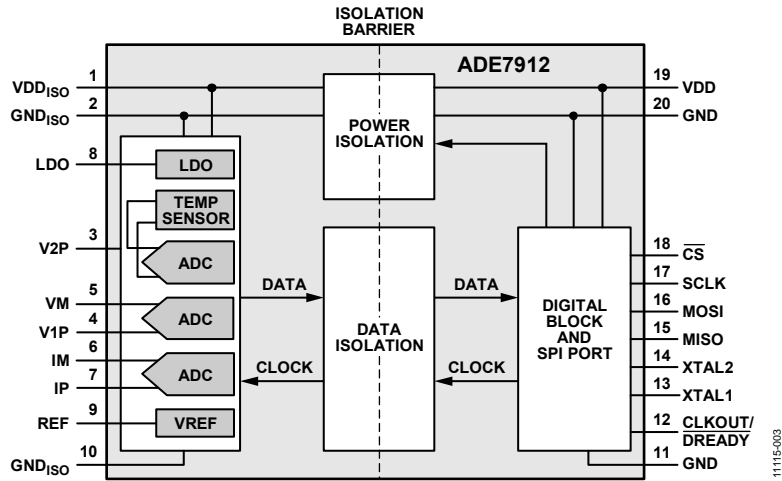 ISOLATION
BARRIER
ADE7912
VDDISO 1
GNDISO 2
LDO 8
V2P 3
VM 5
V1P 4
IM 6
IP 7
REF 9
GNDISO 10
LDO
TEMP
SENSOR
ADC
ADC
ADC
VREF
POWER
ISOLATION
DATA
CLOCK
DATA
ISOLATION
DATA
CLOCK
DIGITAL
BLOCK
AND
SPI PORT
19 VDD
20 GND
18 CS
17 SCLK
16 MOSI
15 MISO
14 XTAL2
13 XTAL1
12 CLKOUT/
DREADY
11 GND
11115-003